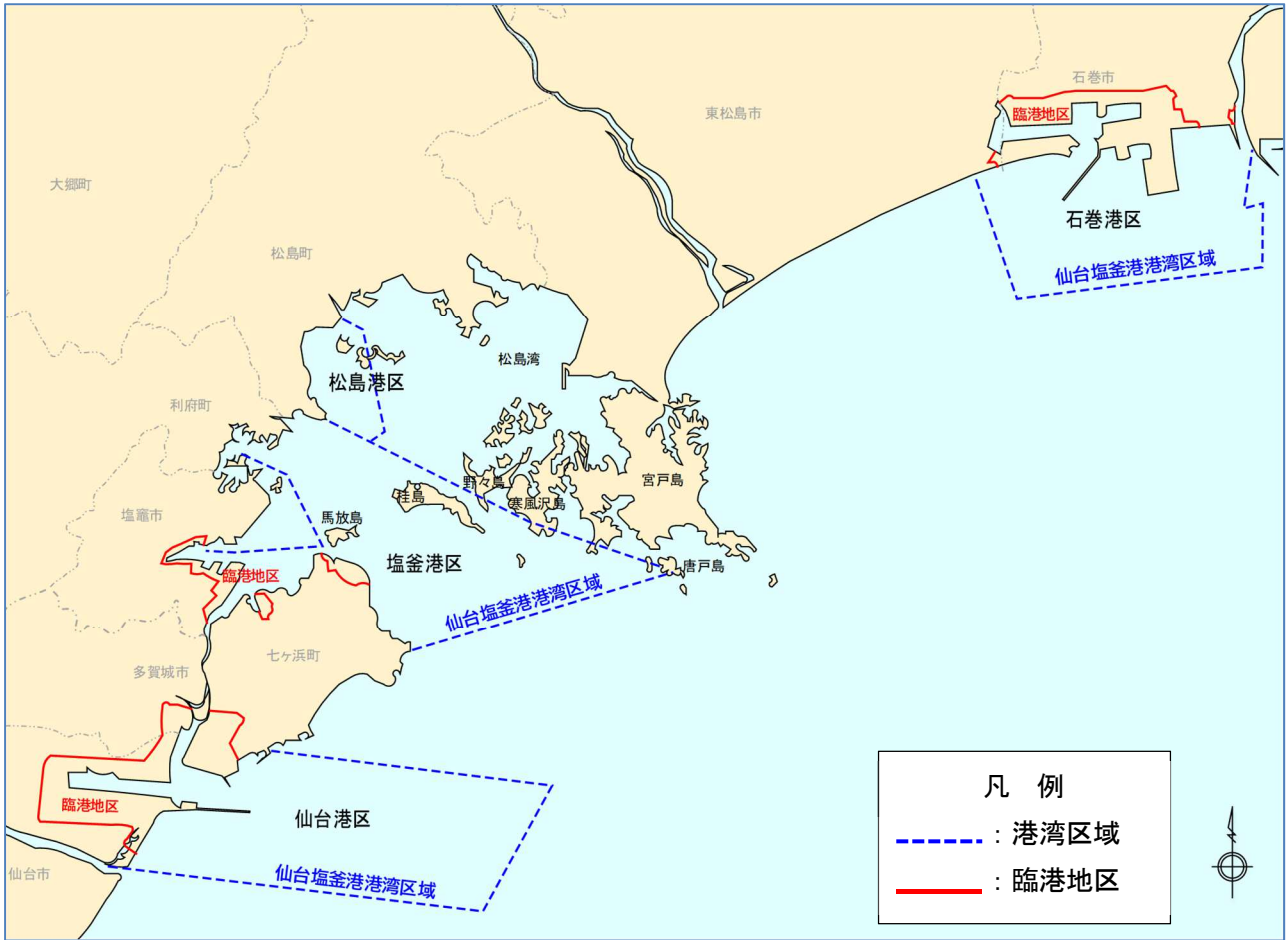 石巻市
臨港地区
東松島市
大郷町
石巻港区
松島町
仙台塩釜港港湾区域
松島湾
松島港区
利府町
宮戸島
野々島
桂島
寒風沢島
塩竈市
馬放島
塩釜港区
唐戸島
臨港地区
仙台塩釜港港湾区域
七ヶ浜町
多賀城市
臨港地区
仙台港区
仙台市
仙台塩釜港港湾区域
凡 例
：港湾区域
：臨港地区